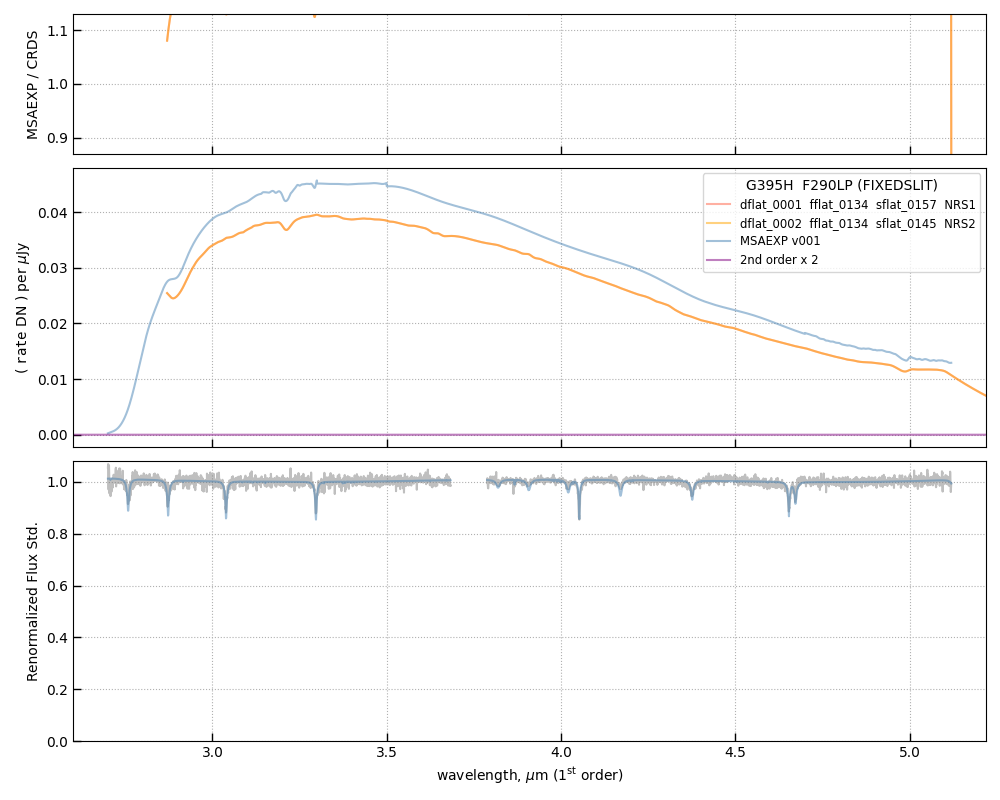 MSAEXP / CRDS
1.1
1.0
0.9
( rate DN ) per μJy
0.04
0.03
0.02
0.01
0.00
G395H  F290LP (FIXEDSLIT)
dflat_0001  fflat_0134  sflat_0157  NRS1
dflat_0002  fflat_0134  sflat_0145  NRS2
MSAEXP v001
2nd order x 2
Renormalized Flux Std.
1.0
0.8
0.6
0.4
0.2
0.0
3.0 3.5 4.0 4.5 5.0
wavelength, μm (1st order)